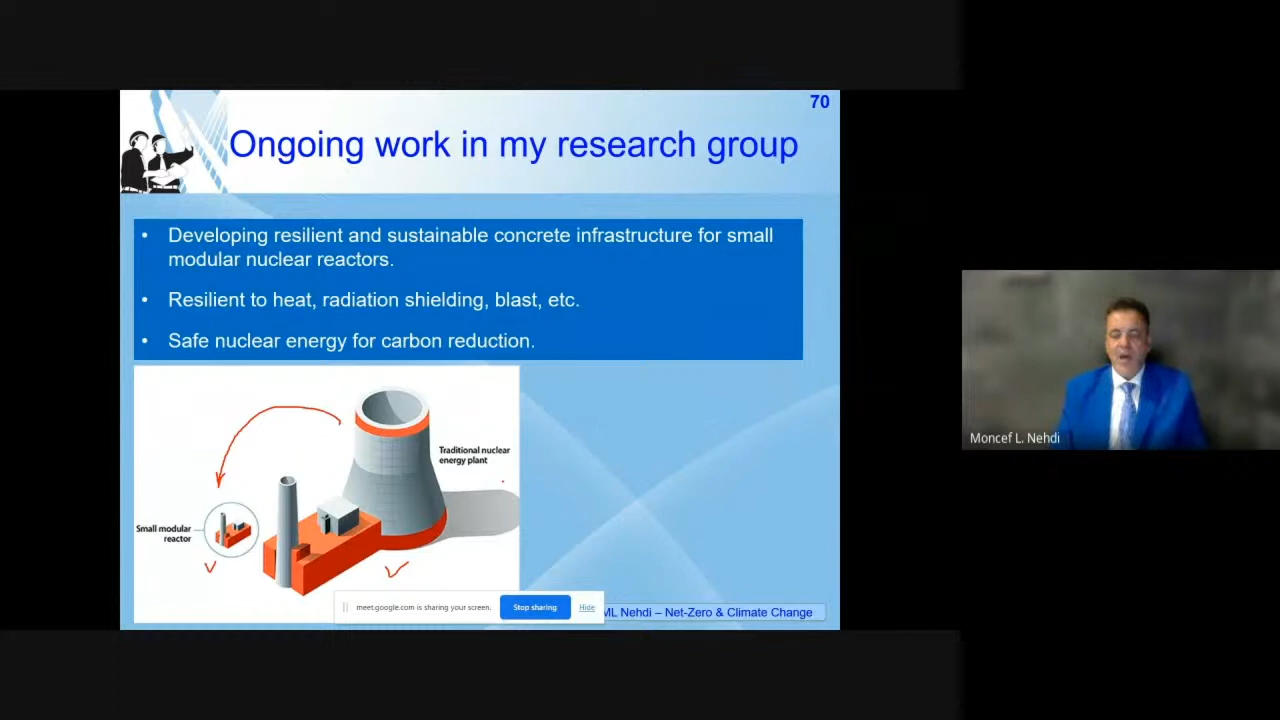 70
Ongoing work in my research group
• Developing resilient and sustainable concrete infrastructure for small
modular nuclear reactors.
• Resilient to heat, radiation shielding, blast, etc.
• Safe nuclear energy for carbon reduction.
Traditional nuclear
energy plant
Small modular
reactor
meet.google.com is sharing your screen.
Stop sharing
Hide
ML Nehdi – Net-Zero & Climate Change
Moncef L. Nehdi